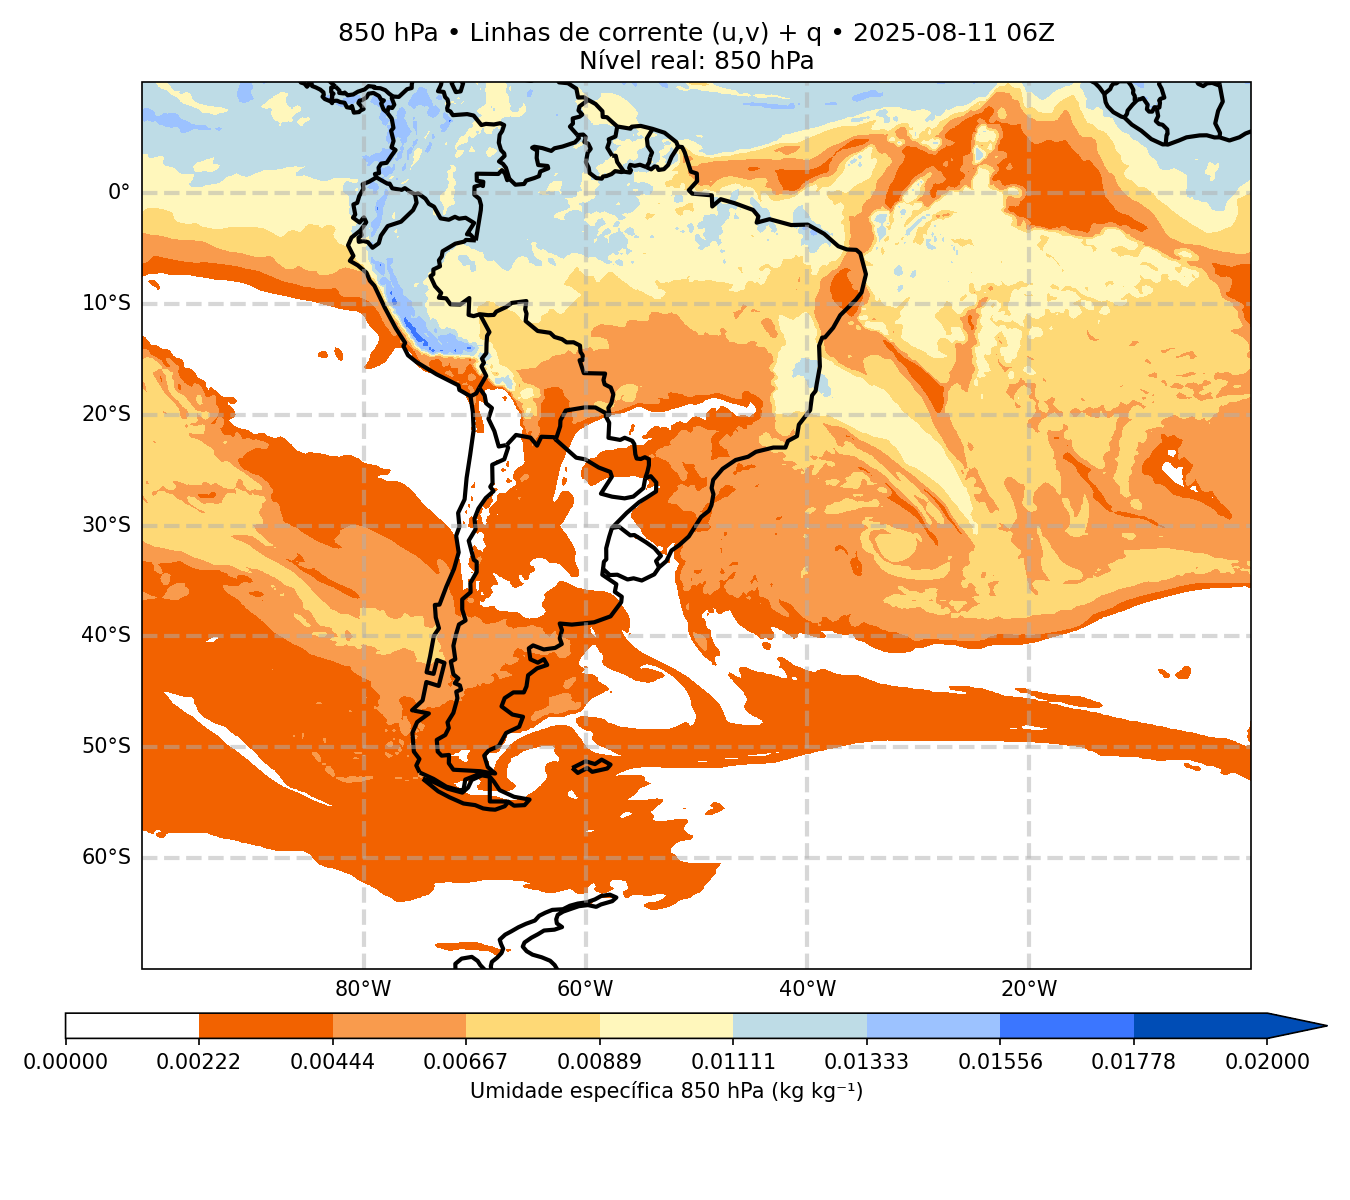 850 hPa • Linhas de corrente (u,v) + q • 2025-08-11 06Z
Nível real: 850 hPa
0°
10°S
20°S
30°S
40°S
50°S
60°S
80°W 60°W 40°W 20°W
0.00000 0.00222 0.00444 0.00667 0.00889 0.01111 0.01333 0.01556 0.01778 0.02000
Umidade específica 850 hPa (kg kg⁻¹)